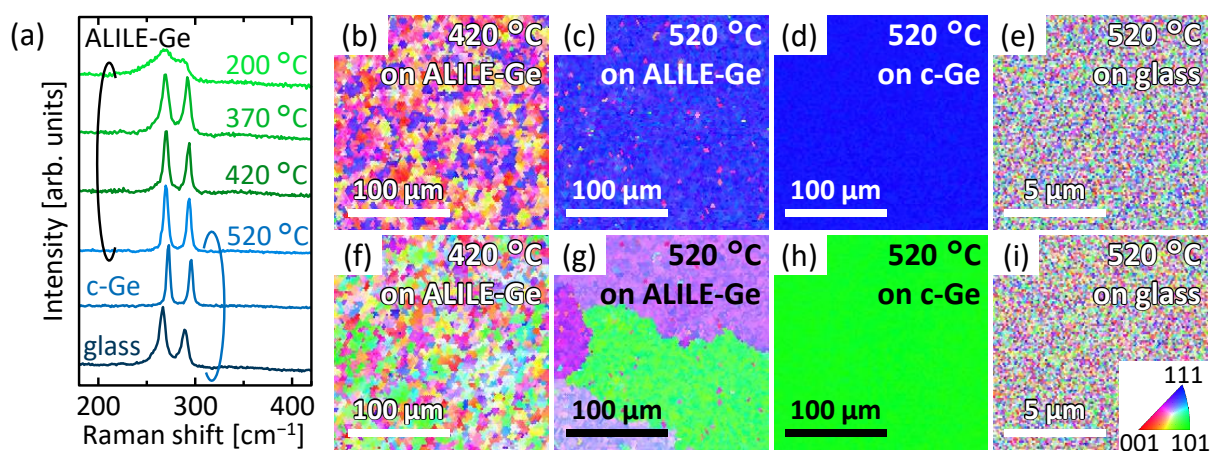 (a)
ALILE-Ge
200 °C
370 °C
420 °C
520 °C
c-Ge
glass
Intensity [arb. units]
200 300 400
Raman shift [cm⁻¹]
(b) 420 °C
on ALILE-Ge
100 μm
(c) 520 °C
on ALILE-Ge
100 μm
(d) 520 °C
on c-Ge
100 μm
(e) 520 °C
on glass
5 μm
(f) 420 °C
on ALILE-Ge
100 μm
(g) 520 °C
on ALILE-Ge
100 μm
(h) 520 °C
on c-Ge
100 μm
(i) 520 °C
on glass
5 μm
111
001 101